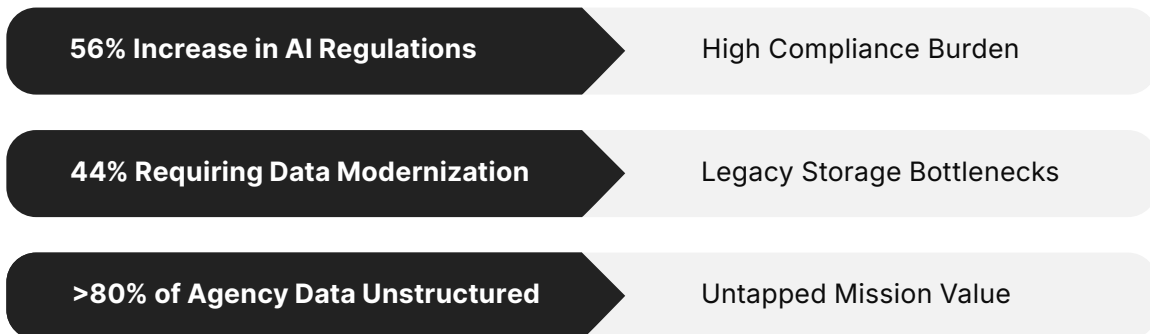 56% Increase in AI Regulations
High Compliance Burden
44% Requiring Data Modernization
Legacy Storage Bottlenecks
>80% of Agency Data Unstructured
Untapped Mission Value